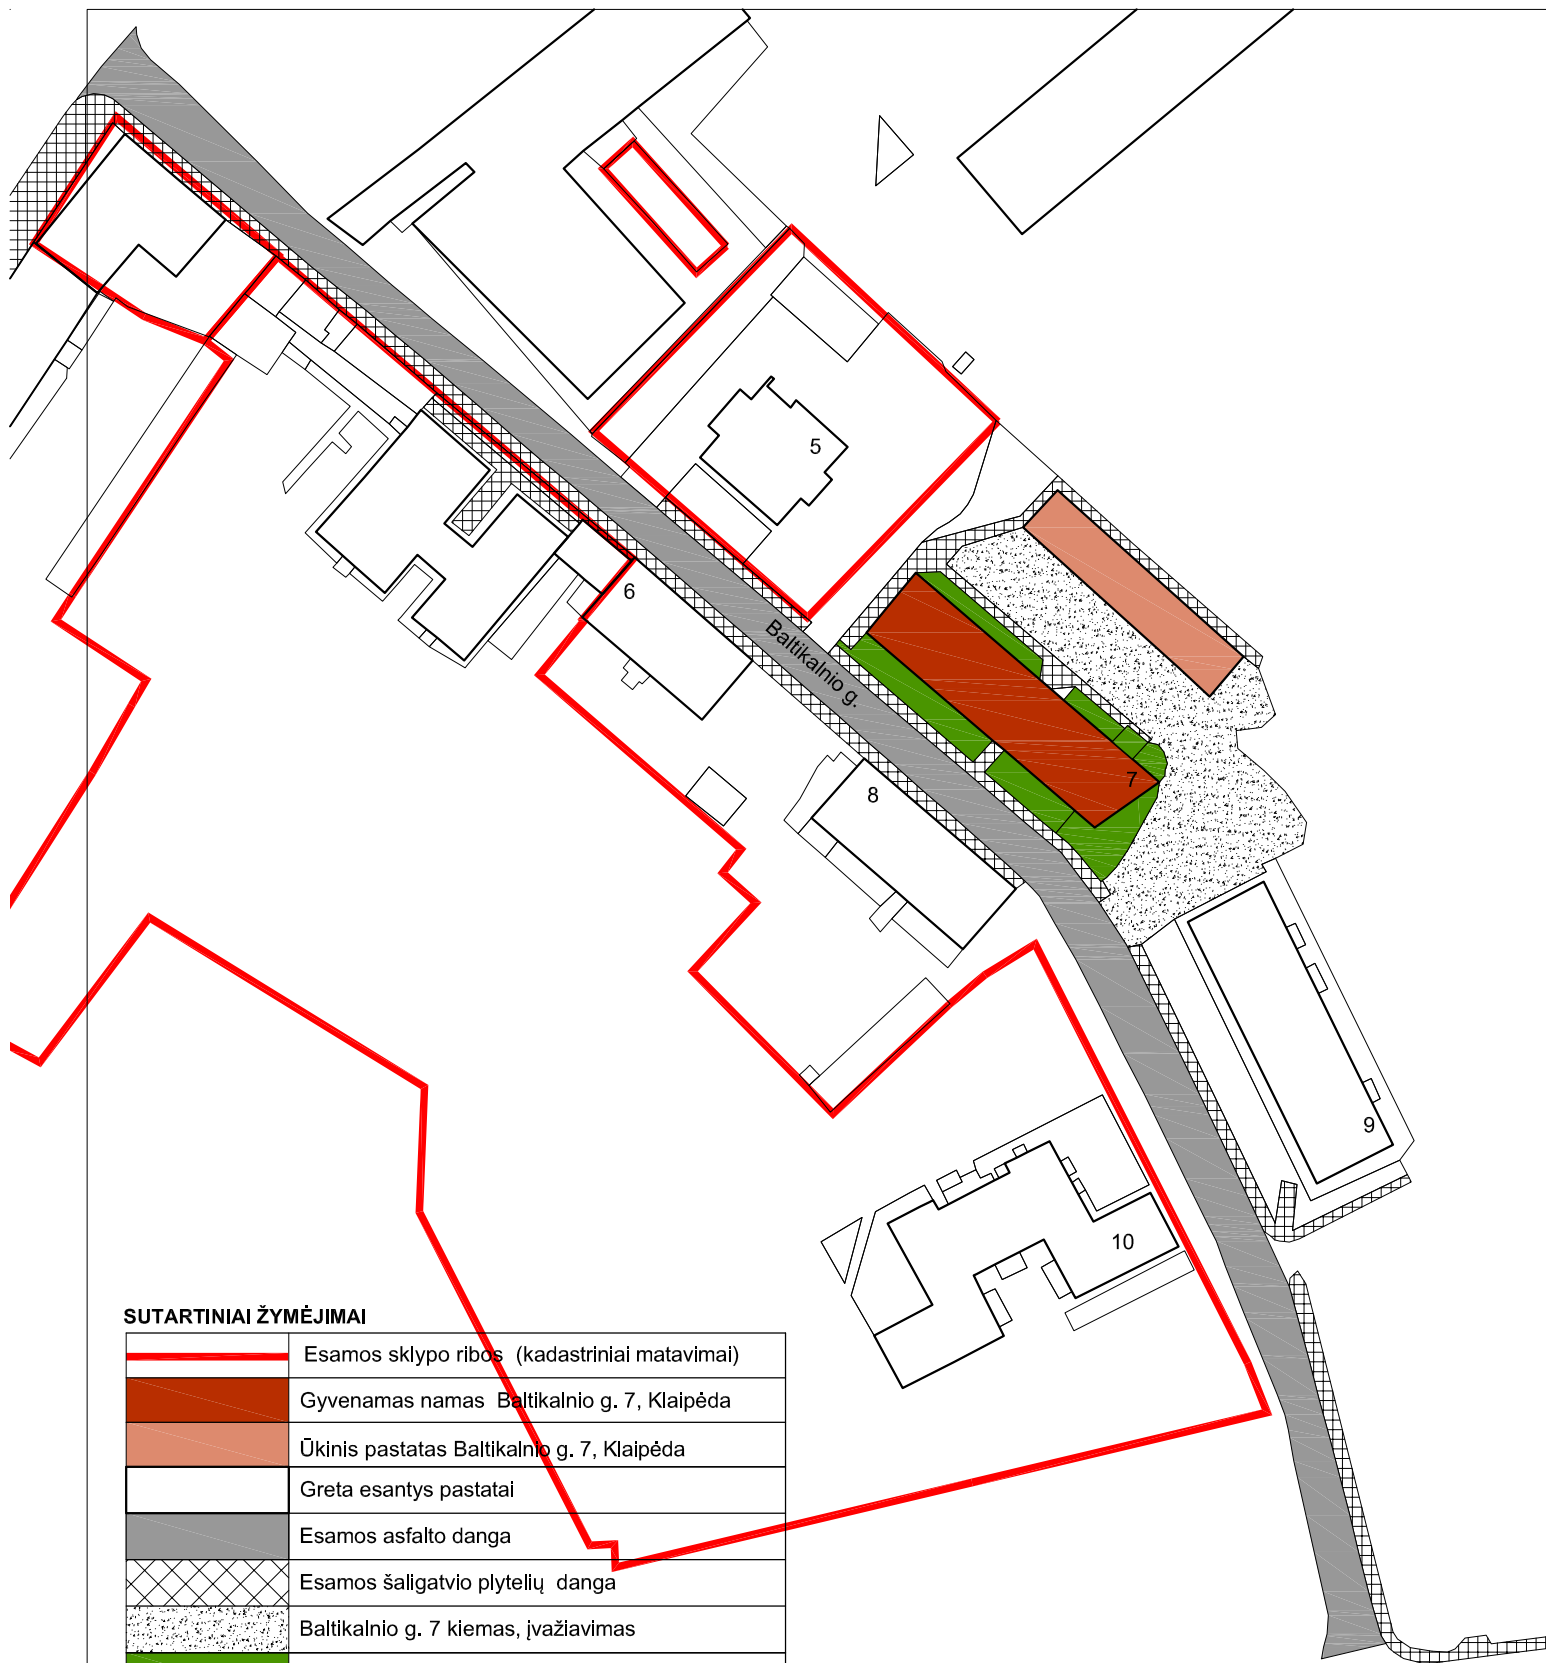 5
6
Baltikalnio g.
7
8
9
10
SUTARTINIAI ŽYMĖJIMAI
Esamos sklypo ribos (kadastriniai matavimai)
Gyvenamas namas Baltikalnio g. 7, Klaipėda
Ūkinis pastatas Baltikalnio g. 7, Klaipėda
Greta esantys pastatai
Esamos asfalto danga
Esamos šaligatvio plytelių danga
Baltikalnio g. 7 kiemas, įvažiavimas